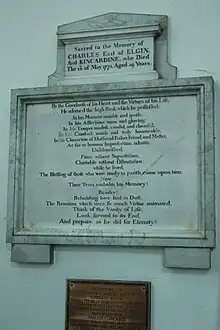 Sacred to the Memory of
CHARLES Earl of ELGIN,
And KINCARDINE, who Died
The 14 of May 1771, Aged 39 Years.
By the Goodness of his Heart and the Virtues of his Life,
He adorned the high Rank which he possessed.
In his Manners amiable and gentle,
In his Affections warm and glowing;
In his Temper modest, candid, and chearful,
In his Conduct manly and truly honourable,
In his Characters of Husband, Father, Friend and Master,
As far as human Imperfection admits,
Unblemished.
Pious without Superstition,
Charitable without Ostentation
while he lived,
The Blessing of those who were ready to perish came upon him,
Now
These Tears embalm his Memory!
Reader!
Beholding here laid in Dust,
The Remains which once so much Virtue animated,
Think of the Vanity of Life,
Look forward to its End,
And prepare as he did for Eternity!